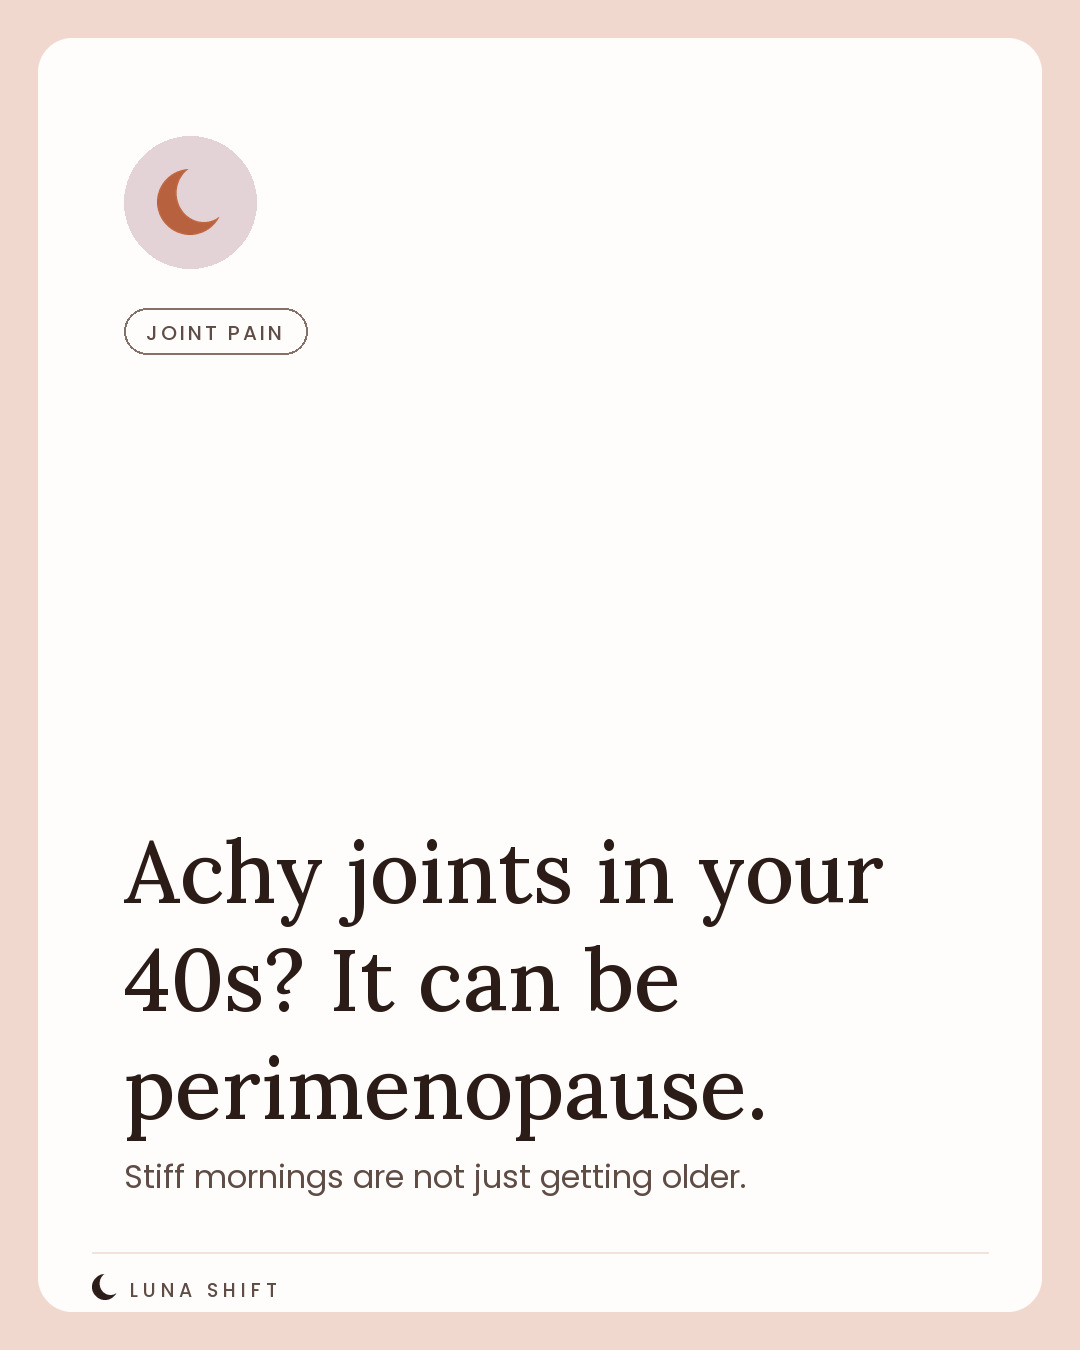 JOINT PAIN
Achy joints in your
40s? It can be
perimenopause.
Stiff mornings are not just getting older.
LUNA SHIFT